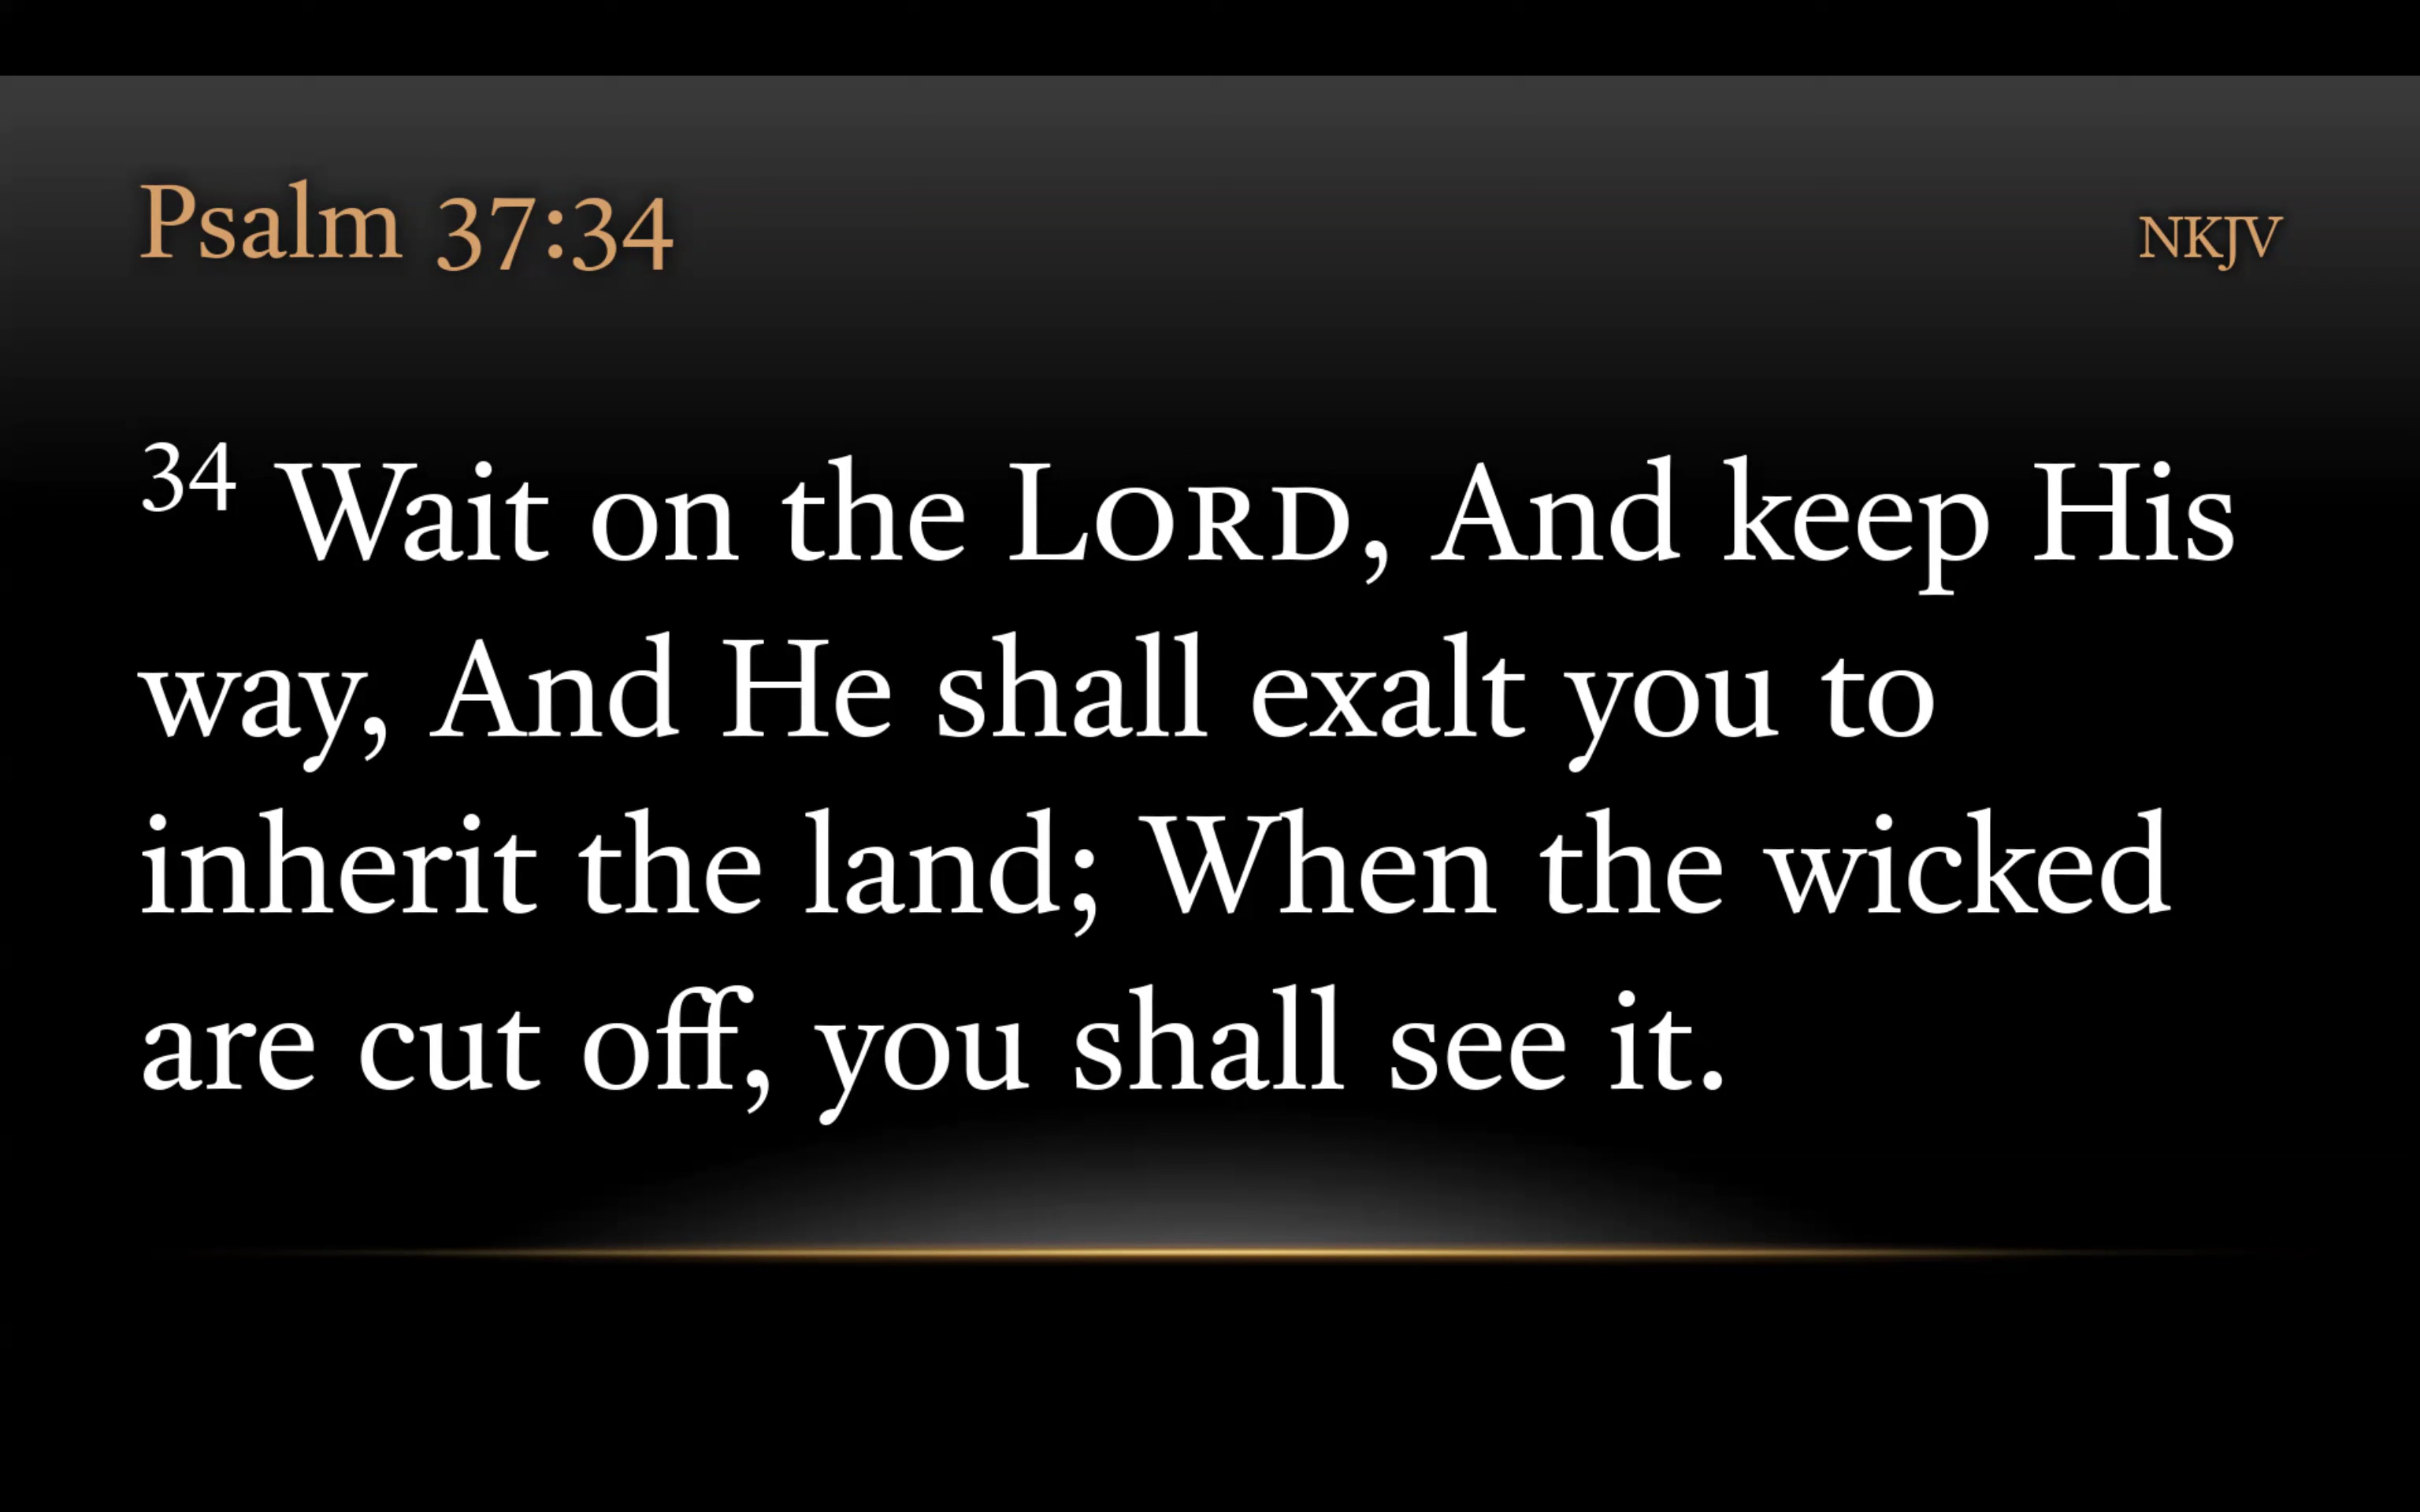 Psalm 37:34
NKJV
34 Wait on the LORD, And keep His
way, And He shall exalt you to
inherit the land; When the wicked
are cut off, you shall see it.